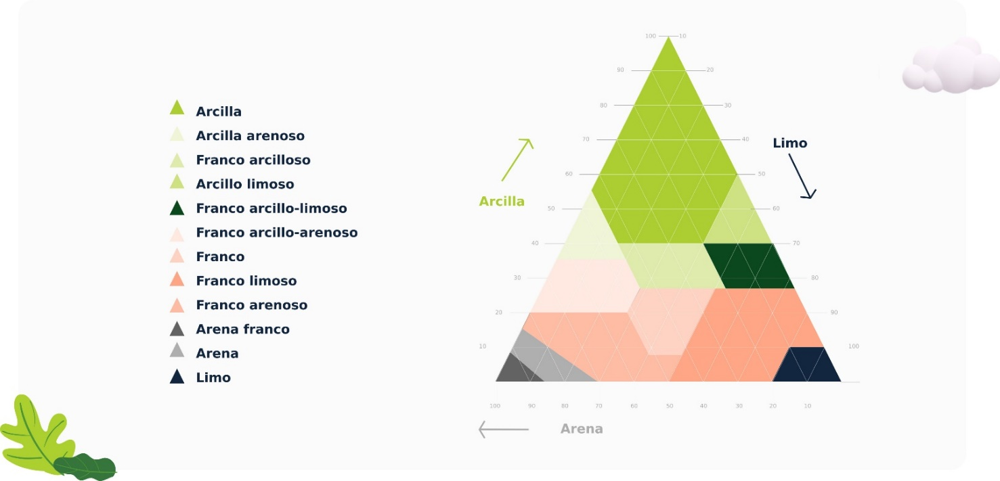 Arcilla
Arcilla arenoso
Franco arcilloso
Arcillo limoso
Franco arcillo-limoso
Franco arcillo-arenoso
Franco
Franco limoso
Franco arenoso
Arena franco
Arena
Limo
100 10
90 20
80 30
70 40
Limo
60 50
Arcilla
50 60
40 70
30 80
20 90
10 100
100 90 80 70 60 50 40 30 20 10
Arena